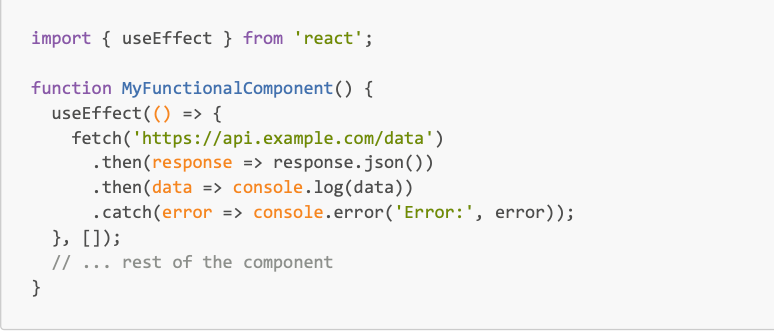 import { useEffect } from 'react';

function MyFunctionalComponent() {
  useEffect(() => {
    fetch('https://api.example.com/data')
      .then(response => response.json())
      .then(data => console.log(data))
      .catch(error => console.error('Error:', error));
  }, []);
  // ... rest of the component
}